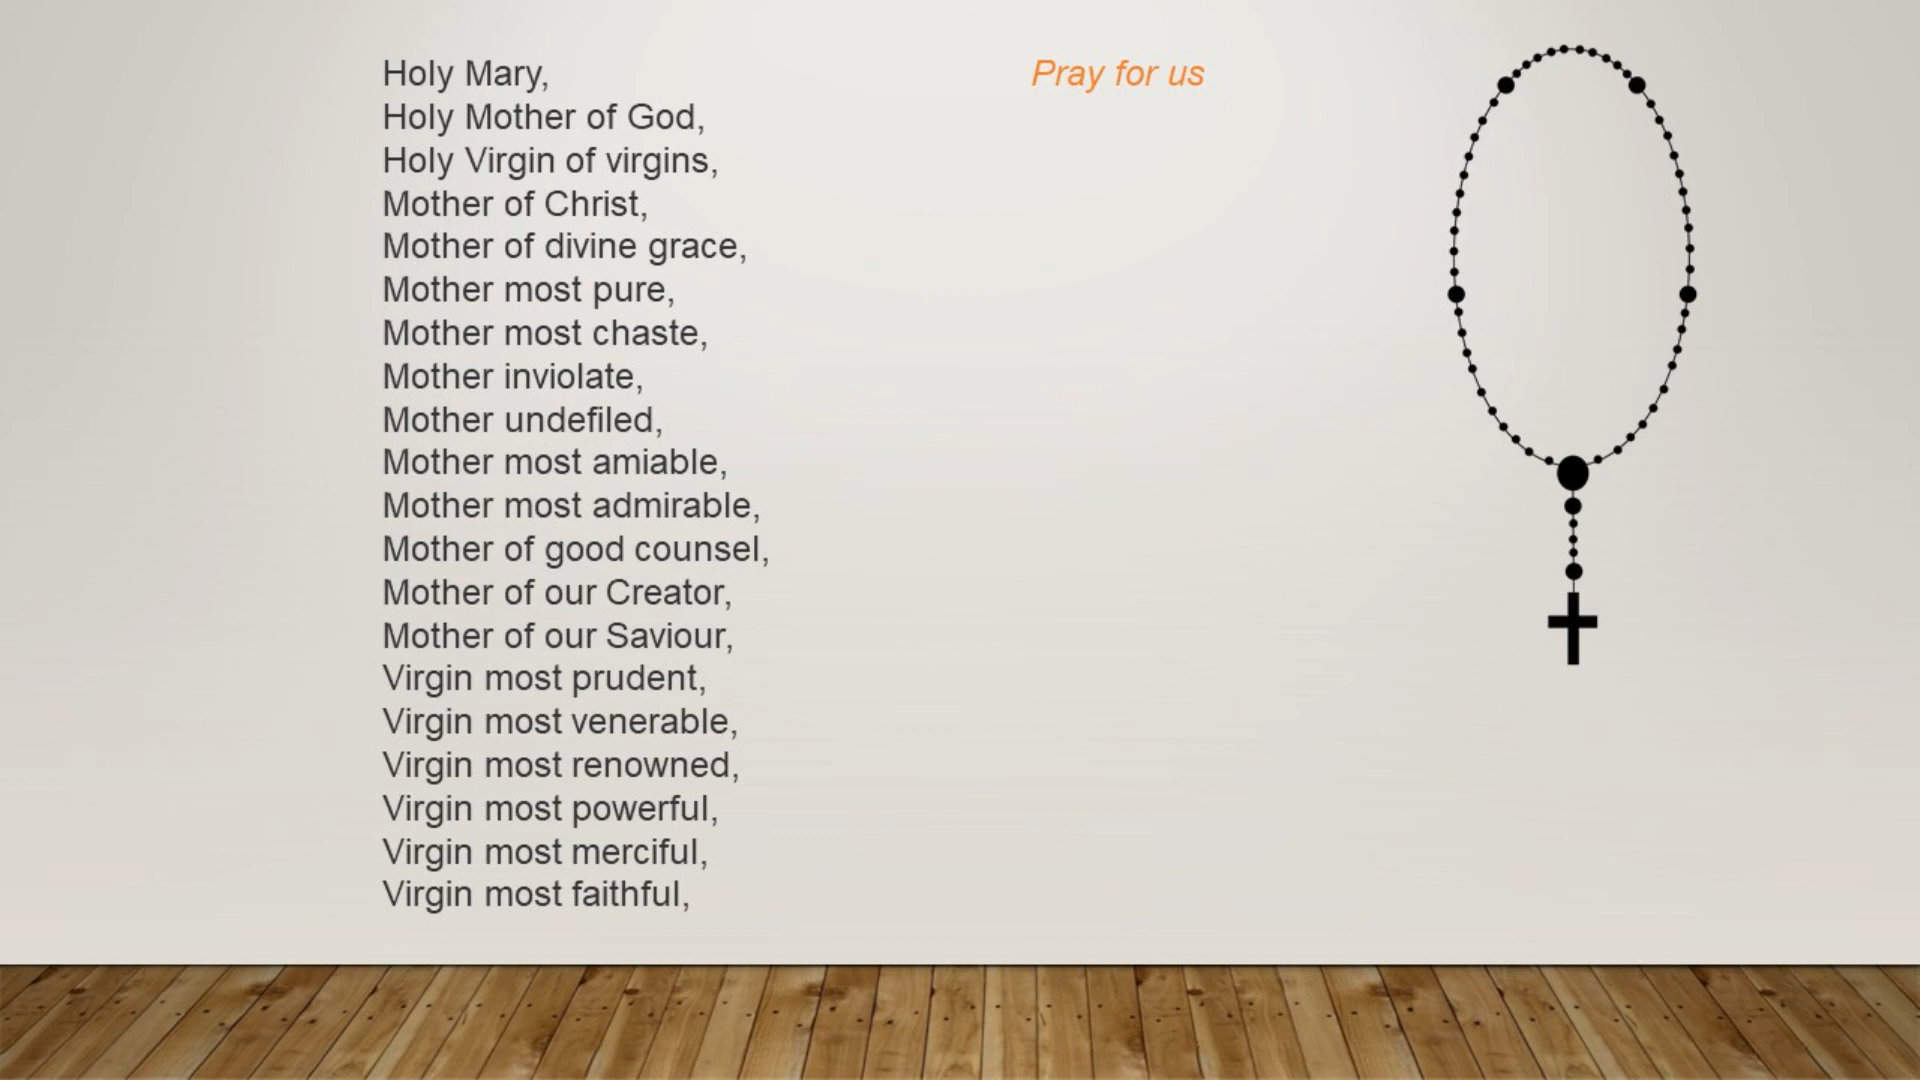 Holy Mary, Pray for us
Holy Mother of God,
Holy Virgin of virgins,
Mother of Christ,
Mother of divine grace,
Mother most pure,
Mother most chaste,
Mother inviolate,
Mother undefiled,
Mother most amiable,
Mother most admirable,
Mother of good counsel,
Mother of our Creator,
Mother of our Saviour,
Virgin most prudent,
Virgin most venerable,
Virgin most renowned,
Virgin most powerful,
Virgin most merciful,
Virgin most faithful,